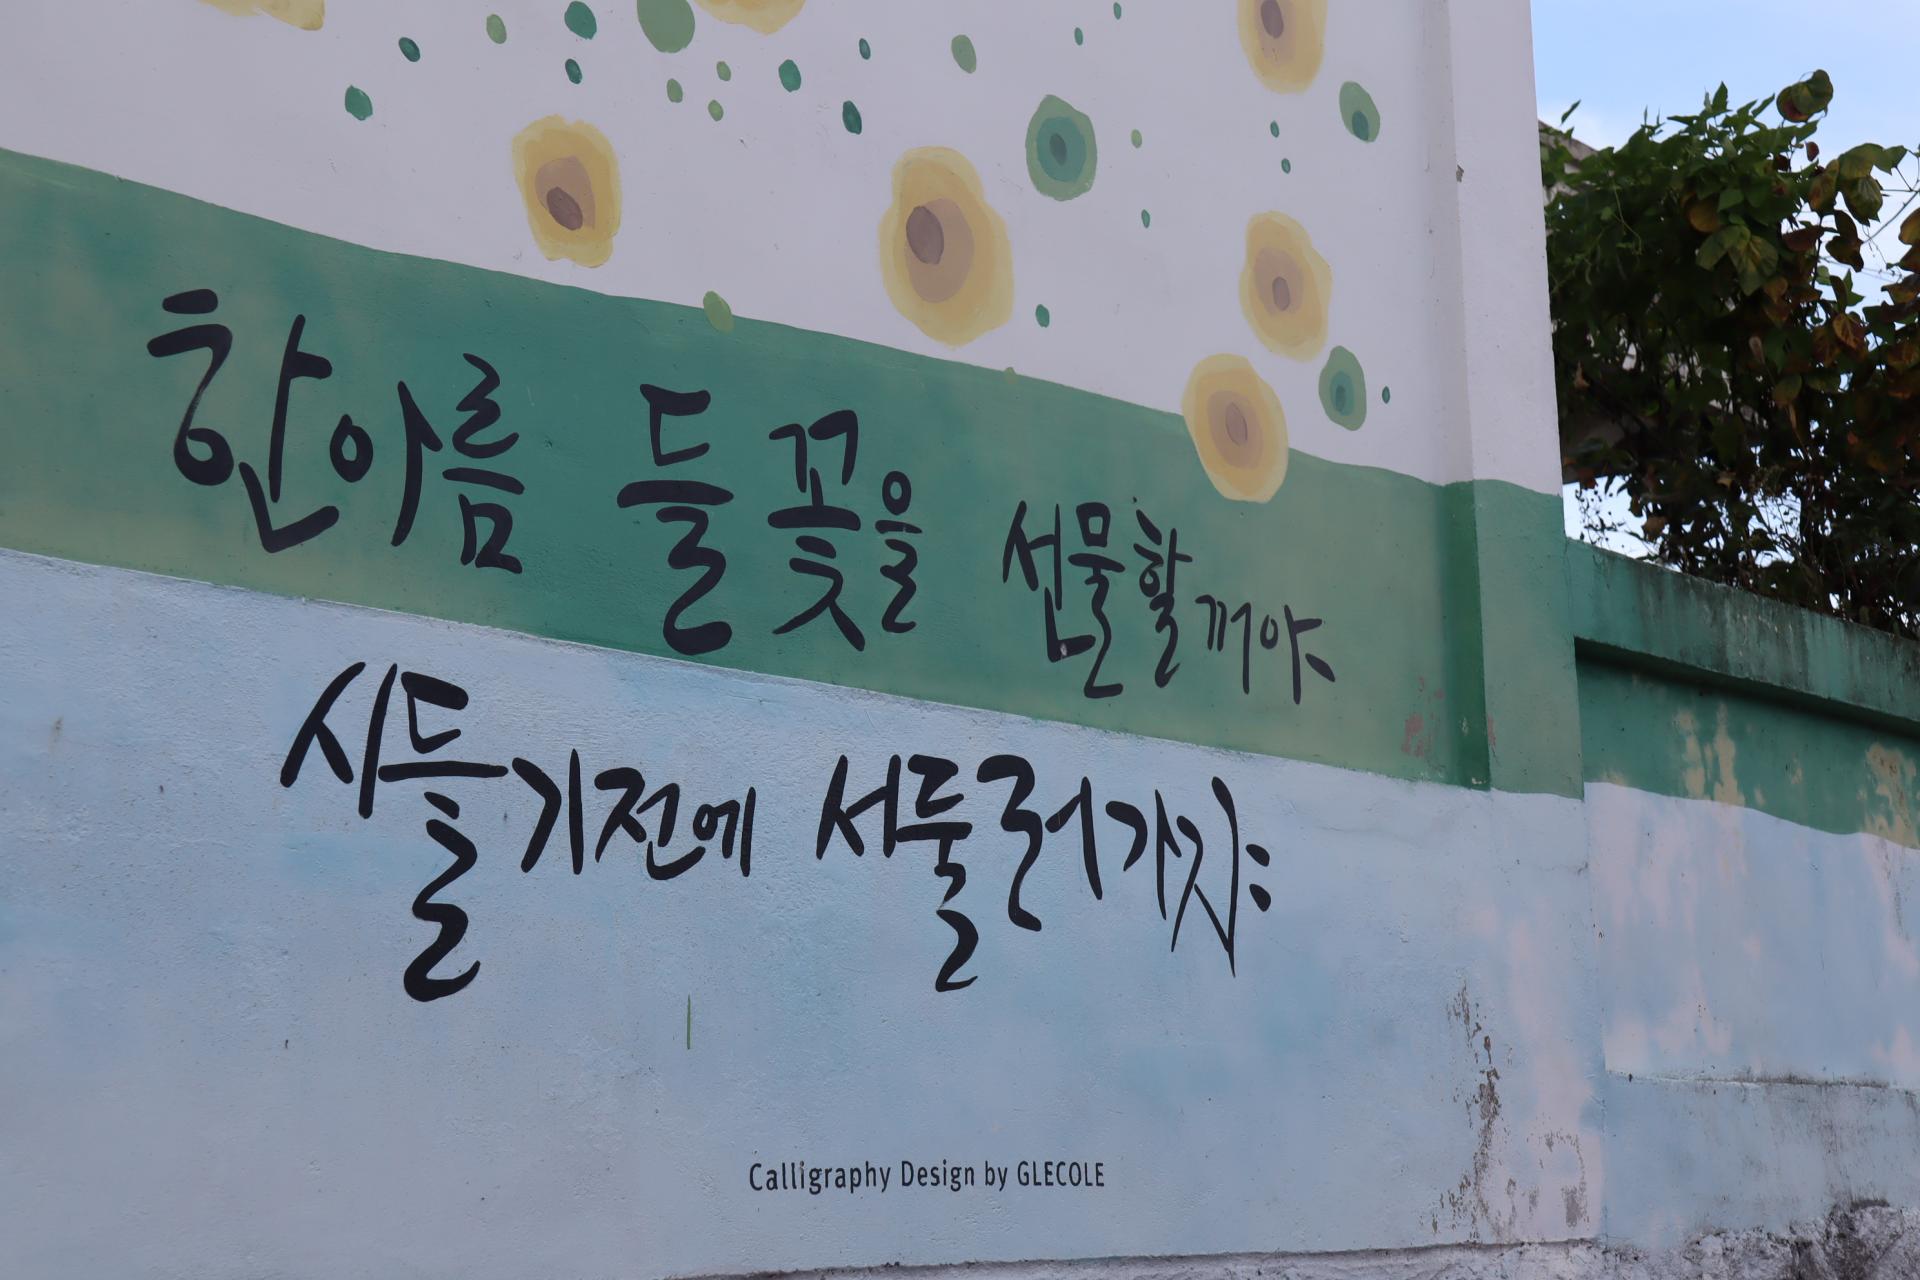 한아름 들꽃을 선물할꺼야
시들기전에 서둘러가자
Calligraphy Design by GLECOLE